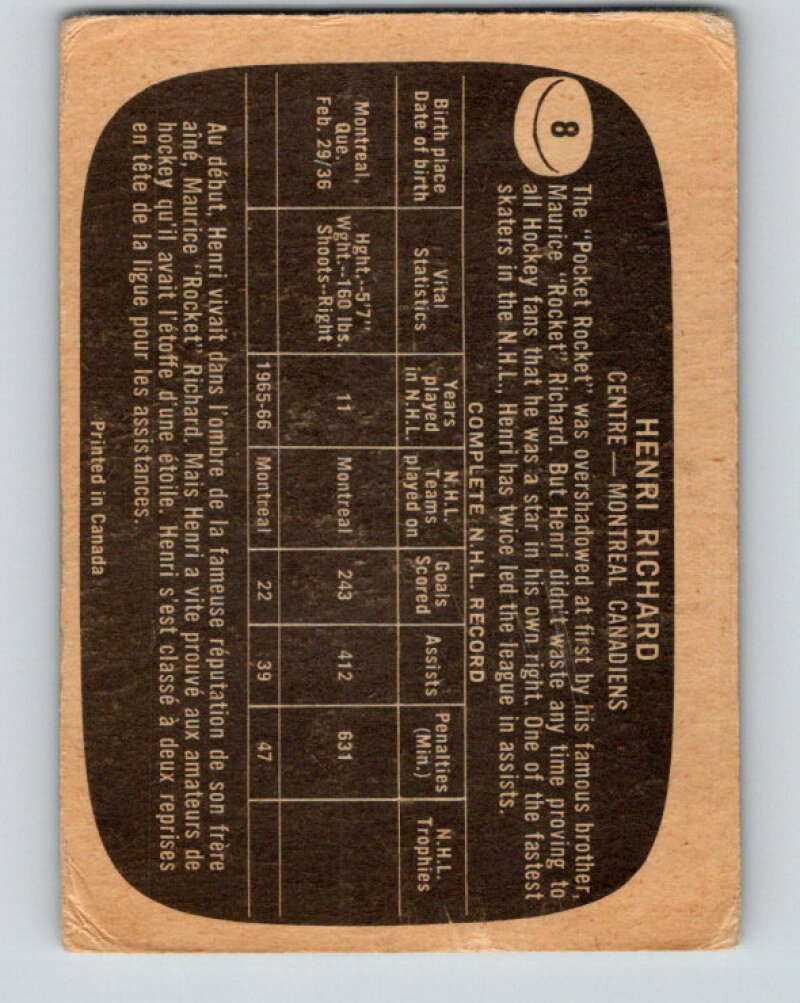 8
HENRI RICHARD
CENTRE — MONTREAL CANADIENS
The "Pocket Rocket" was overshadowed at first by his famous brother,
Maurice "Rocket" Richard. But Henri didn't waste any time proving to
all Hockey fans that he was a star in his own right. One of the fastest
skaters in the N.H.L., Henri has twice led the league in assists.
COMPLETE N.H.L. RECORD
Birth place
Date of birth
Vital
Statistics
Years
played
in N.H.L.
N.H.L.
Teams
played on
Goals
Scored
Assists
Penalties
(Min.)
N.H.L.
Trophies
Montreal,
Que.
Feb. 29/36
Hght.--5'7"
Wght.--160 lbs.
Shoots--Right
11
Montreal
243
412
631
1965-66
Montreal
22
39
47
Au début, Henri vivait dans l'ombre de la fameuse réputation de son frère
aîné, Maurice "Rocket" Richard. Mais Henri a vite prouvé aux amateurs de
hockey qu'il avait l'étoffe d'une étoile. Henri s'est classé à deux reprises
en tête de la ligue pour les assistances.
Printed in Canada